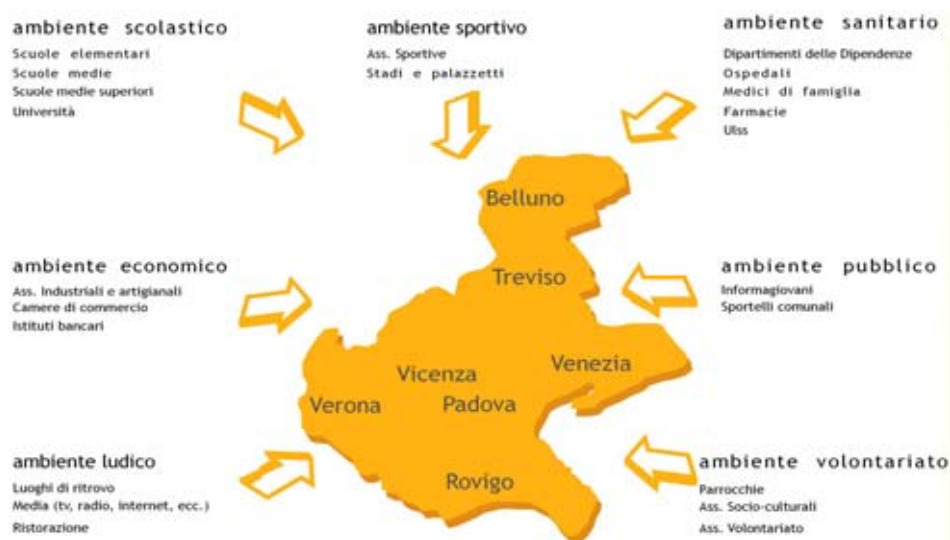 ambiente scolastico
Scuole elementari
Scuole medie
Scuole medie superiori
Università
ambiente sportivo
Ass. Sportive
Stadi e palazzetti
ambiente sanitario
Dipartimenti delle Dipendenze
Ospedali
Medici di famiglia
Farmacie
Ulss
ambiente economico
Ass. Industriali e artigianali
Camere di commercio
Istituti bancari
Belluno
Treviso
Vicenza
Venezia
Verona
Padova
Rovigo
ambiente pubblico
Informagiovani
Sportelli comunali
ambiente ludico
Luoghi di ritrovo
Media (tv, radio, internet, ecc.)
Ristorazione
ambiente volontariato
Parrocchie
Ass. Socio-culturali
Ass. Volontariato